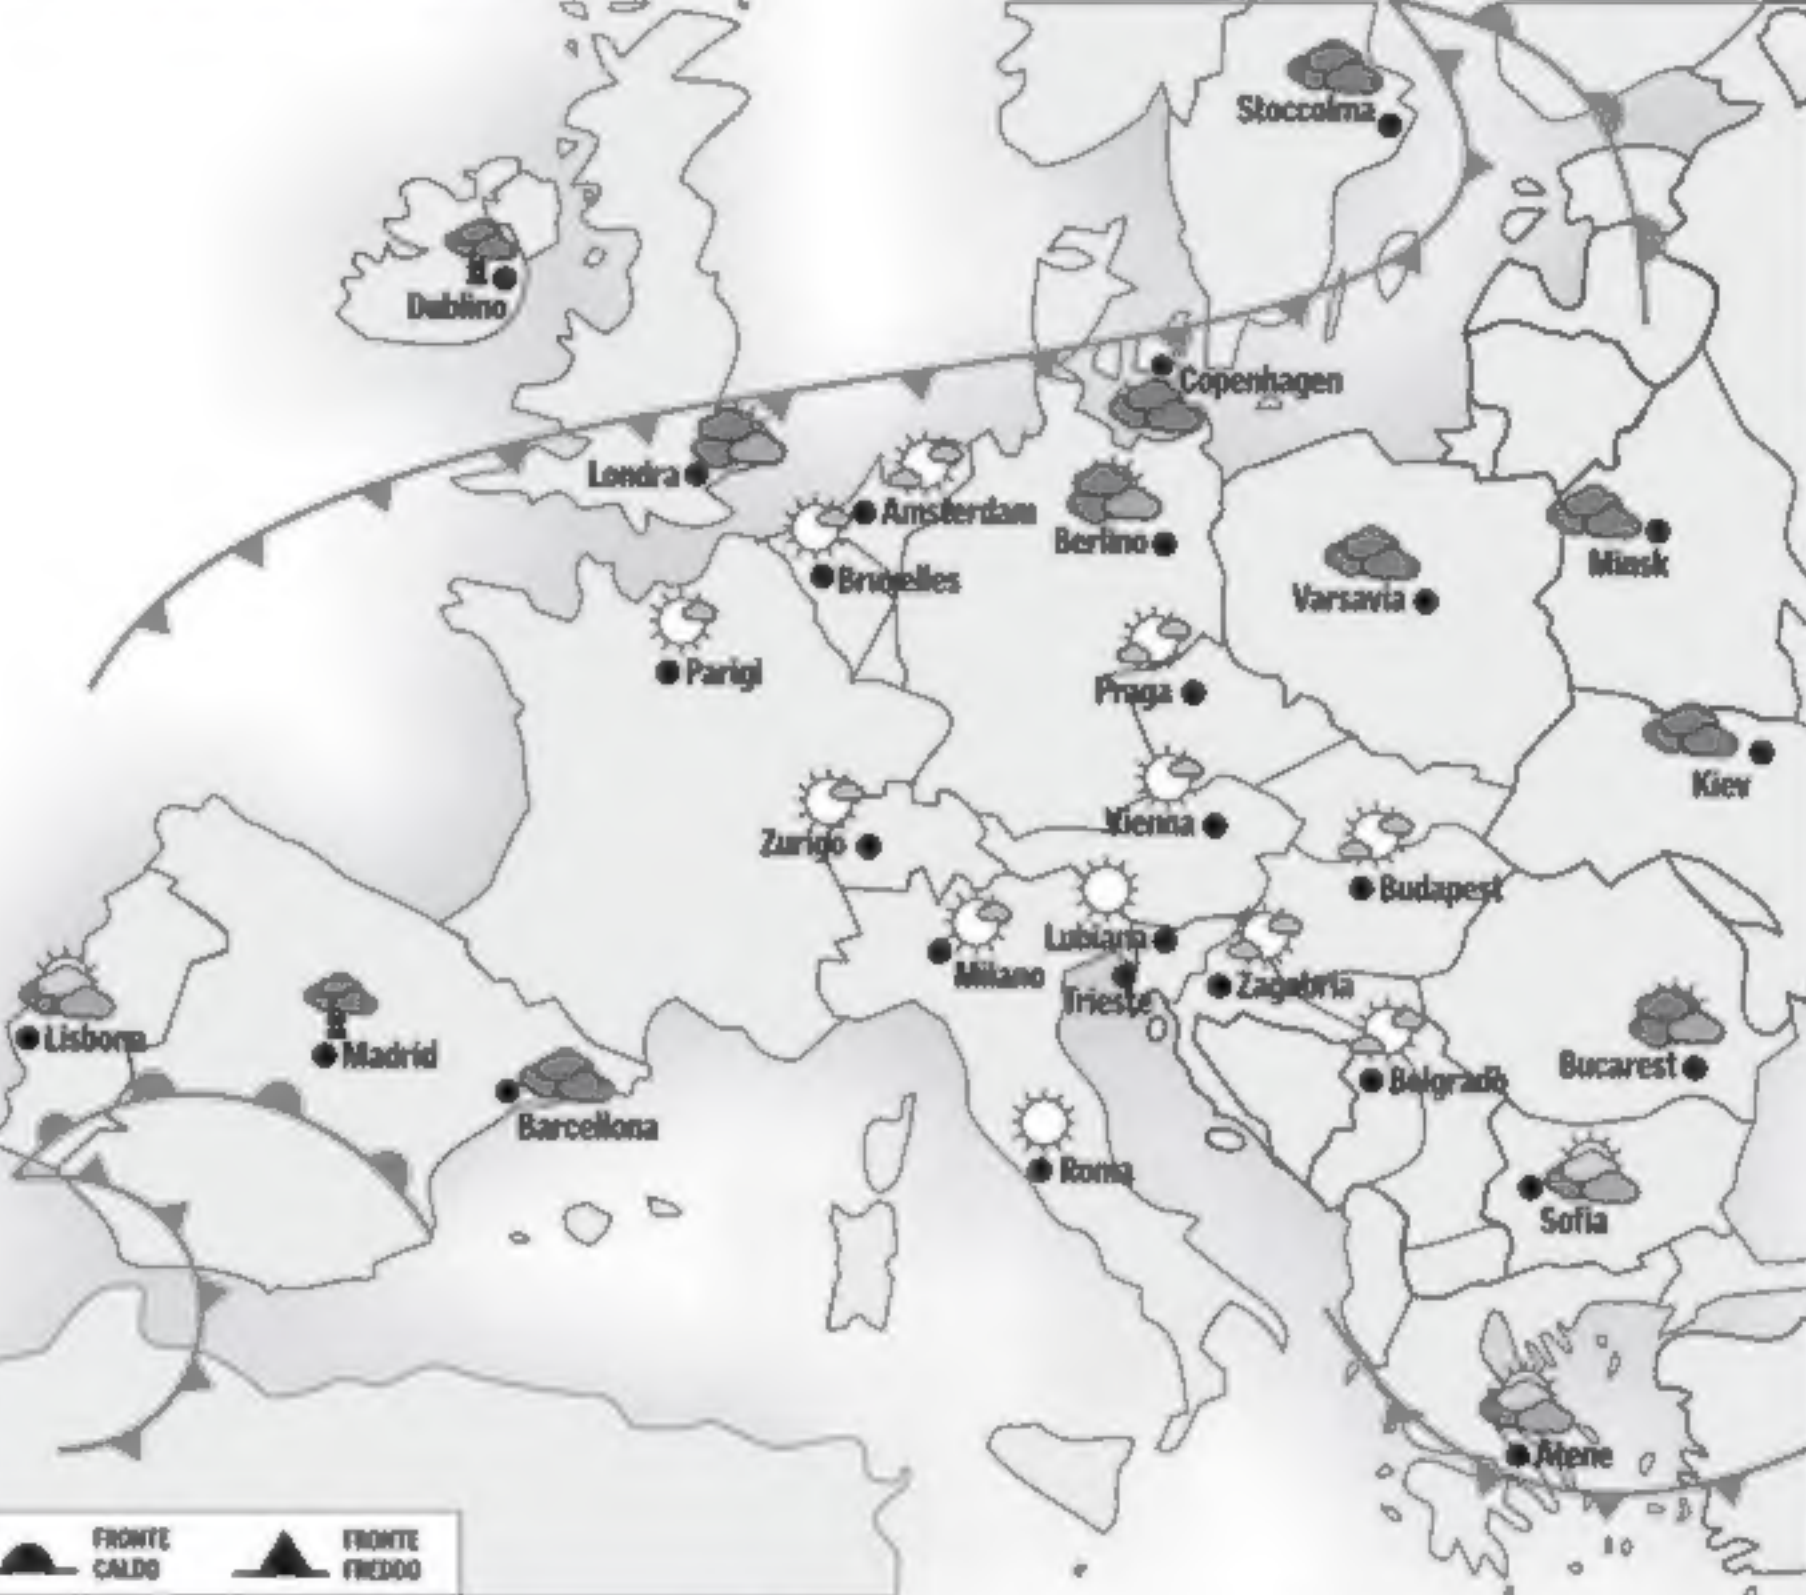 Stoccolma
Dublino
Copenhagen
Londra
Amsterdam
Berlino
Minsk
Bruxelles
Varsavia
Parigi
Praga
Kiev
Vienna
Zurigo
Budapest
Lubiana
Milano
Zagabria
Trieste
Lisbona
Madrid
Belgrado
Bucarest
Barcellona
Roma
Sofia
Atene
FRONTE
CALDO
FRONTE
FREDDO